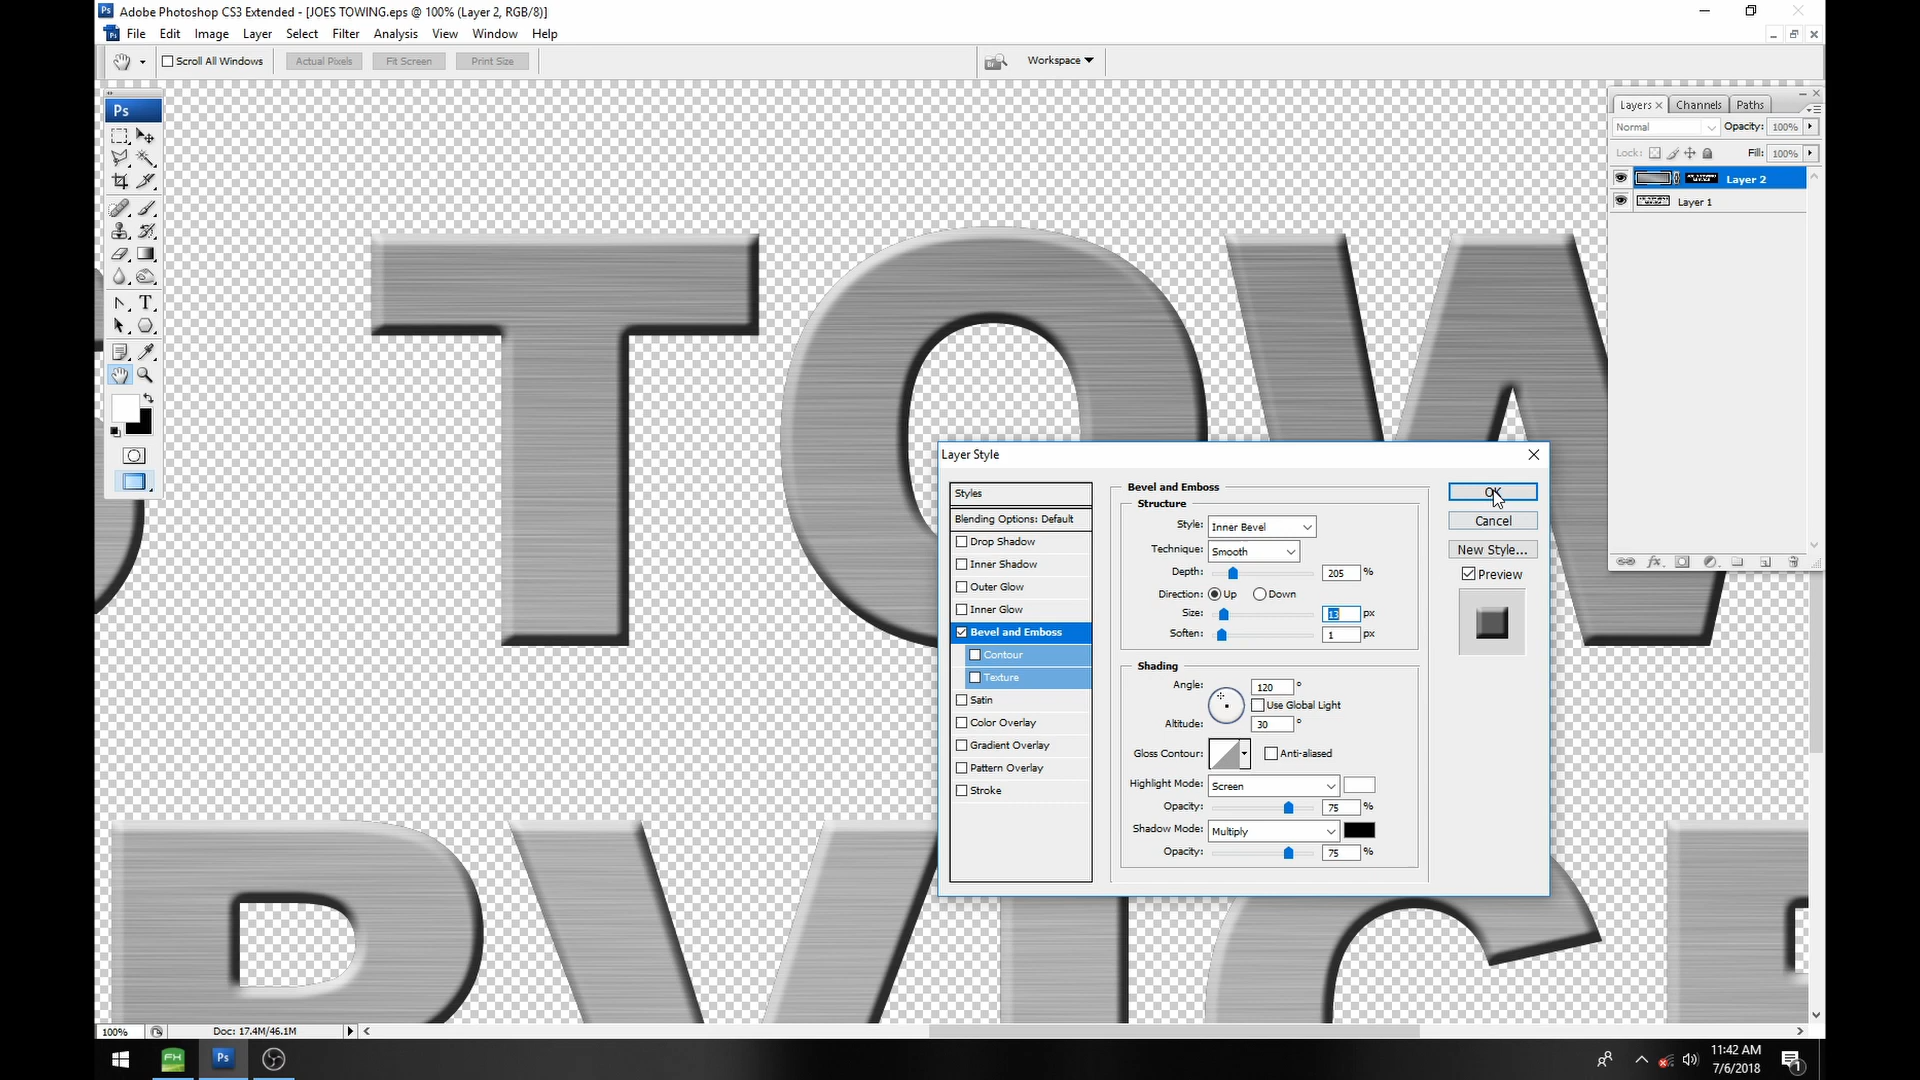 Ps Adobe Photoshop CS3 Extended - [JOES TOWING.eps @ 100% (Layer 2, RGB/8)]
File Edit Image Layer Select Filter Analysis View Window Help
Scroll All Windows Actual Pixels Fit Screen Print Size Workspace
Ps
T
Layers Channels Paths
Normal Opacity: 100%
Lock: Fill: 100%
Layer 2
Layer 1
TOW
RVICE
Layer Style
Styles
Blending Options: Default
Drop Shadow
Inner Shadow
Outer Glow
Inner Glow
Bevel and Emboss
Contour
Texture
Satin
Color Overlay
Gradient Overlay
Pattern Overlay
Stroke
Bevel and Emboss
Structure
Style: Inner Bevel
Technique: Smooth
Depth: 205 %
Direction: Up Down
Size: 13 px
Soften: 1 px
Shading
Angle: 120 °
Use Global Light
Altitude: 30 °
Gloss Contour: Anti-aliased
Highlight Mode: Screen
Opacity: 75 %
Shadow Mode: Multiply
Opacity: 75 %
OK
Cancel
New Style...
Preview
100% Doc: 17.4M/46.1M
FH Ps
11:42 AM
7/6/2018
1